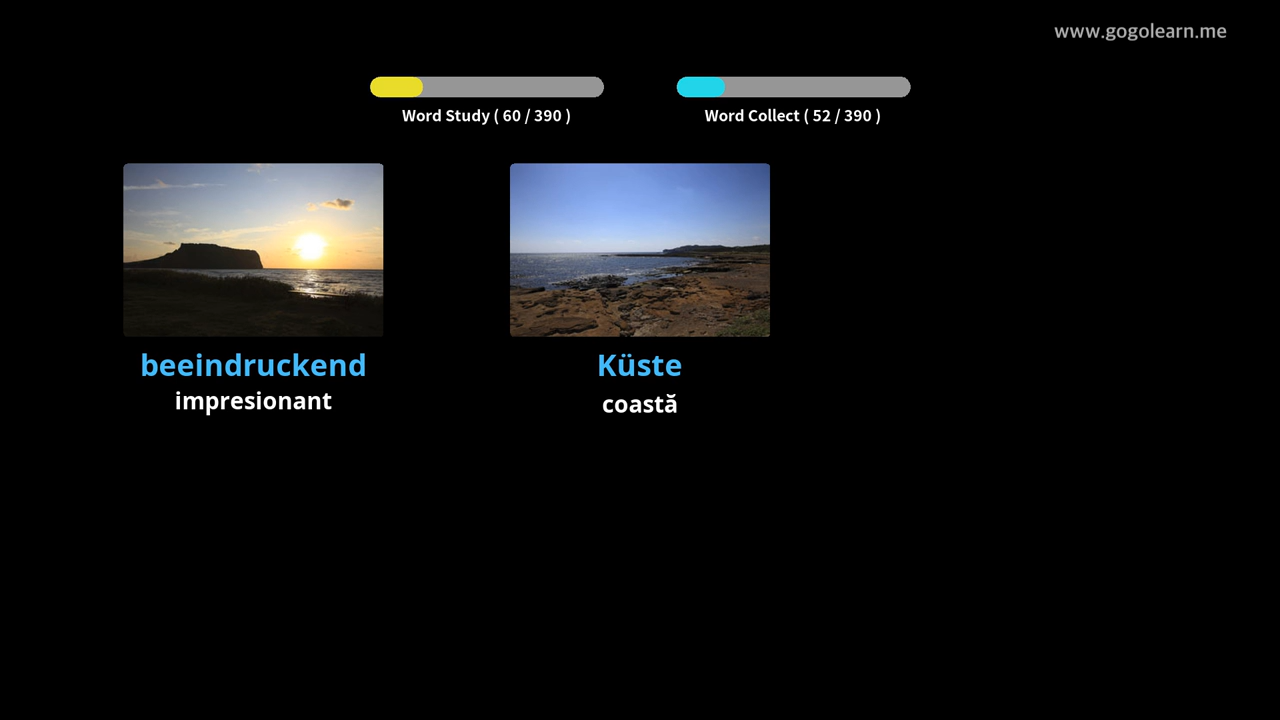 www.gogolearn.me
Word Study ( 60 / 390 )
Word Collect ( 52 / 390 )
beeindruckend
impresionant
Küste
coastă